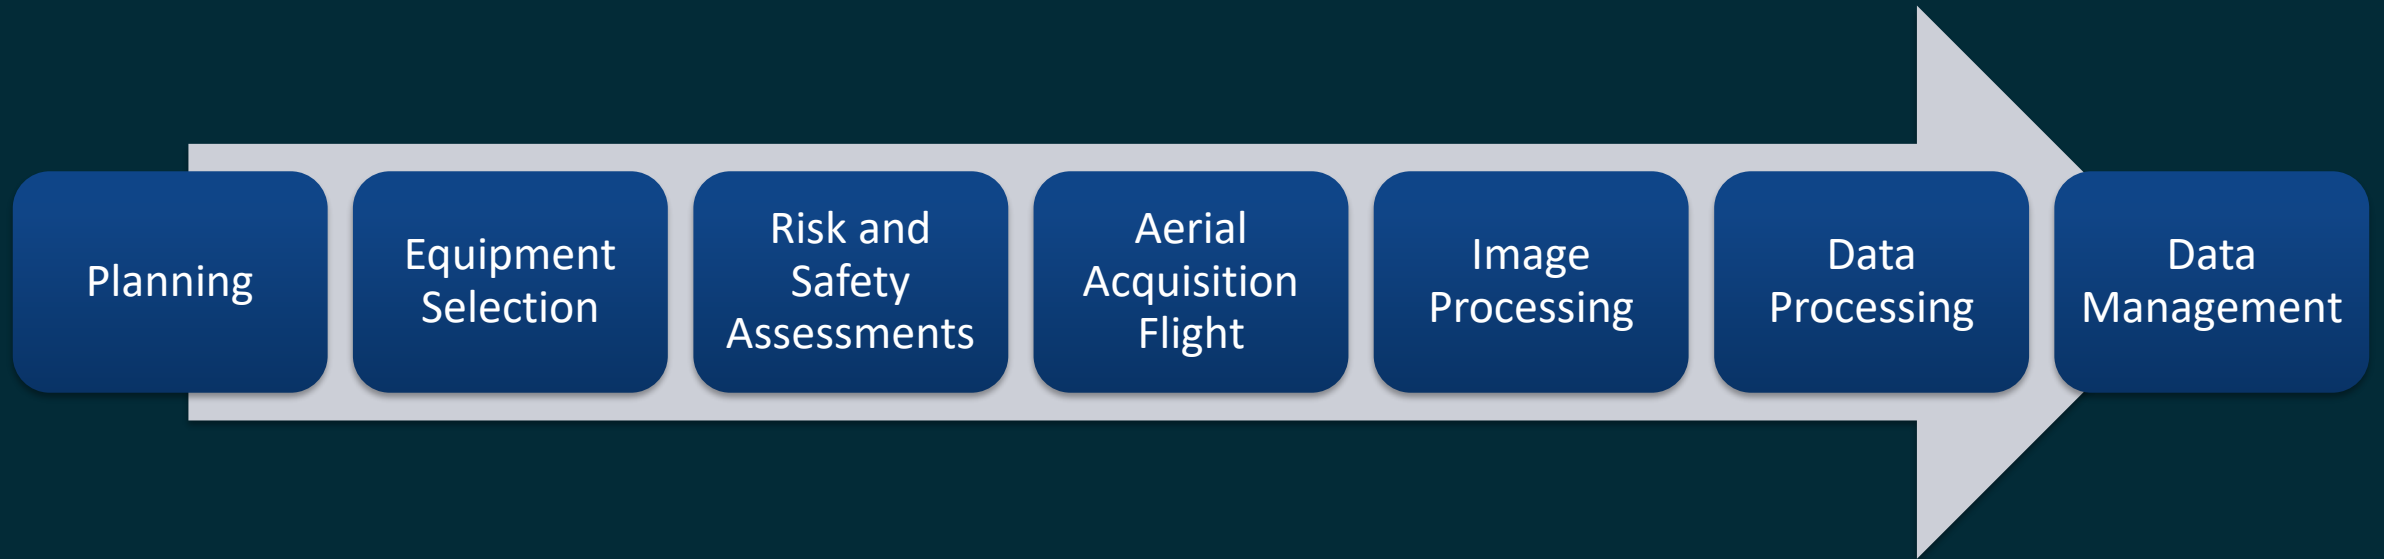 Planning
Equipment
Selection
Risk and
Safety
Assessments
Aerial
Acquisition
Flight
Image
Processing
Data
Processing
Data
Management